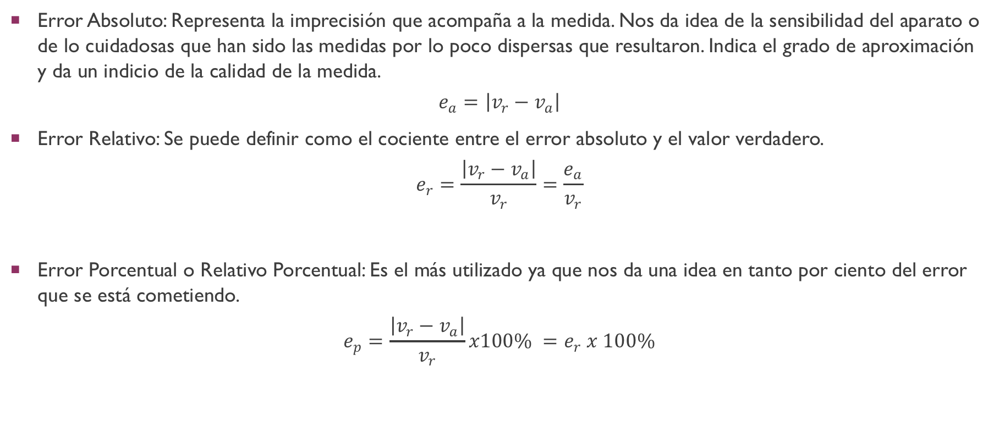 ▪ Error Absoluto: Representa la imprecisión que acompaña a la medida. Nos da idea de la sensibilidad del aparato o
de lo cuidadosas que han sido las medidas por lo poco dispersas que resultaron. Indica el grado de aproximación
y da un indicio de la calidad de la medida.
e_a = |v_r − v_a|
▪ Error Relativo: Se puede definir como el cociente entre el error absoluto y el valor verdadero.
e_r = |v_r − v_a| / v_r = e_a / v_r
▪ Error Porcentual o Relativo Porcentual: Es el más utilizado ya que nos da una idea en tanto por ciento del error
que se está cometiendo.
e_p = |v_r − v_a| / v_r x100% = e_r x 100%